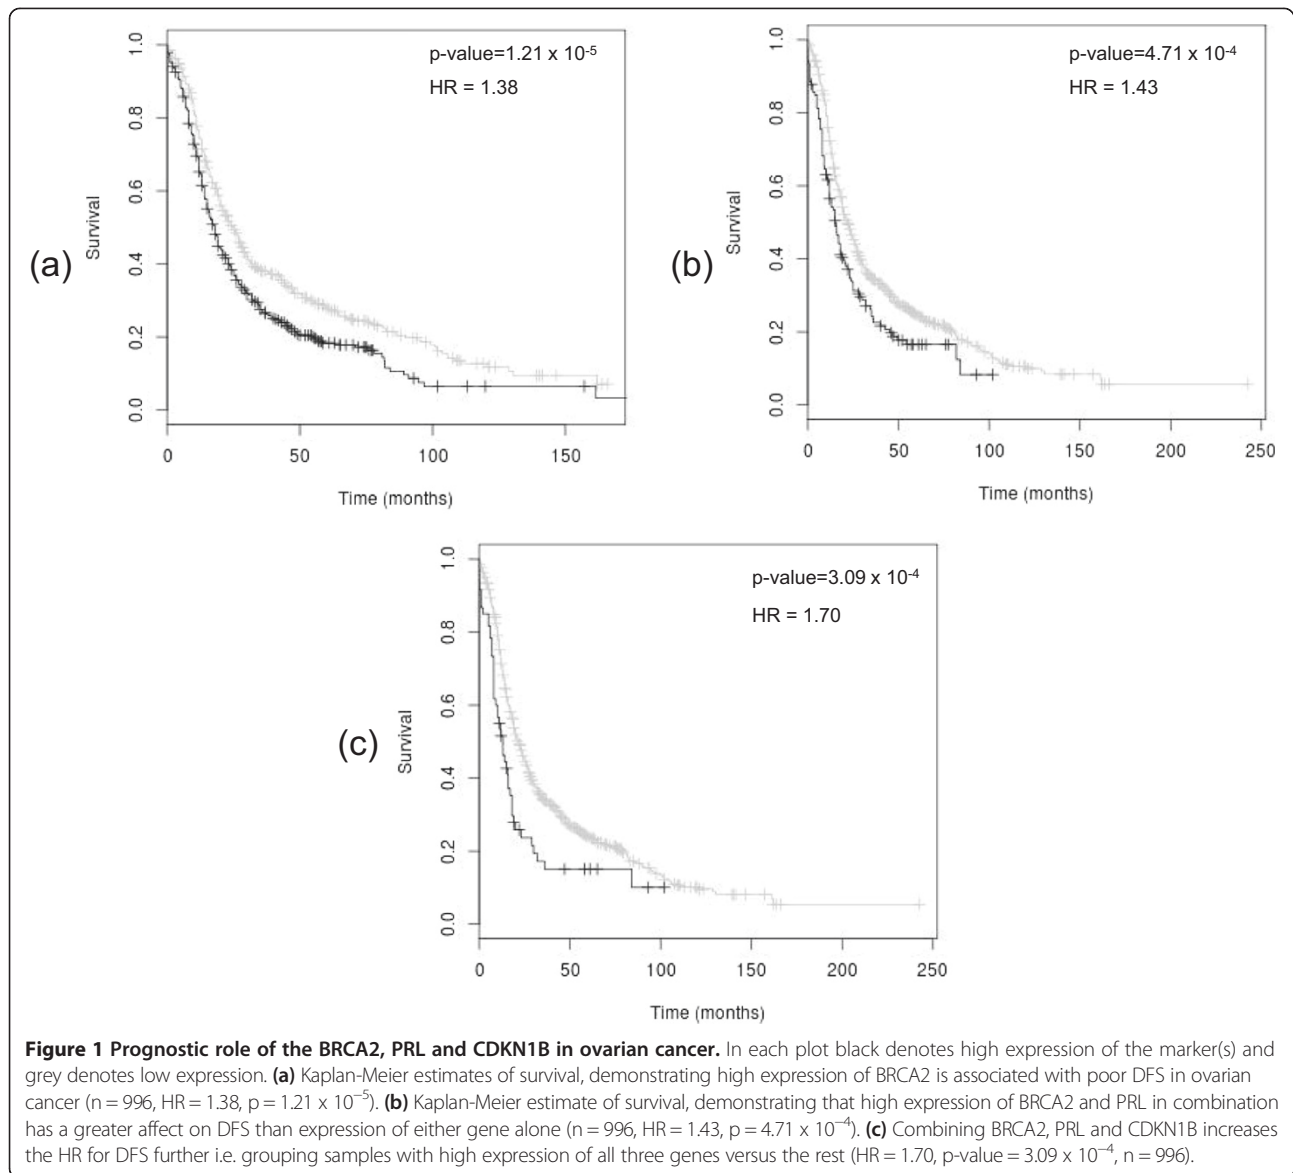 (a)
Survival
1.0
0.8
0.6
0.4
0.2
0.0
p-value=1.21 x 10⁻⁵
HR = 1.38
0 50 100 150
Time (months)
(b)
Survival
1.0
0.8
0.6
0.4
0.2
0.0
p-value=4.71 x 10⁻⁴
HR = 1.43
0 50 100 150 200 250
Time (months)
(c)
Survival
1.0
0.8
0.6
0.4
0.2
0.0
p-value=3.09 x 10⁻⁴
HR = 1.70
0 50 100 150 200 250
Time (months)
Figure 1 Prognostic role of the BRCA2, PRL and CDKN1B in ovarian cancer. In each plot black denotes high expression of the marker(s) and
grey denotes low expression. (a) Kaplan-Meier estimates of survival, demonstrating high expression of BRCA2 is associated with poor DFS in ovarian
cancer (n = 996, HR = 1.38, p = 1.21 x 10⁻⁵). (b) Kaplan-Meier estimate of survival, demonstrating that high expression of BRCA2 and PRL in combination
has a greater affect on DFS than expression of either gene alone (n = 996, HR = 1.43, p = 4.71 x 10⁻⁴). (c) Combining BRCA2, PRL and CDKN1B increases
the HR for DFS further i.e. grouping samples with high expression of all three genes versus the rest (HR = 1.70, p-value = 3.09 x 10⁻⁴, n = 996).